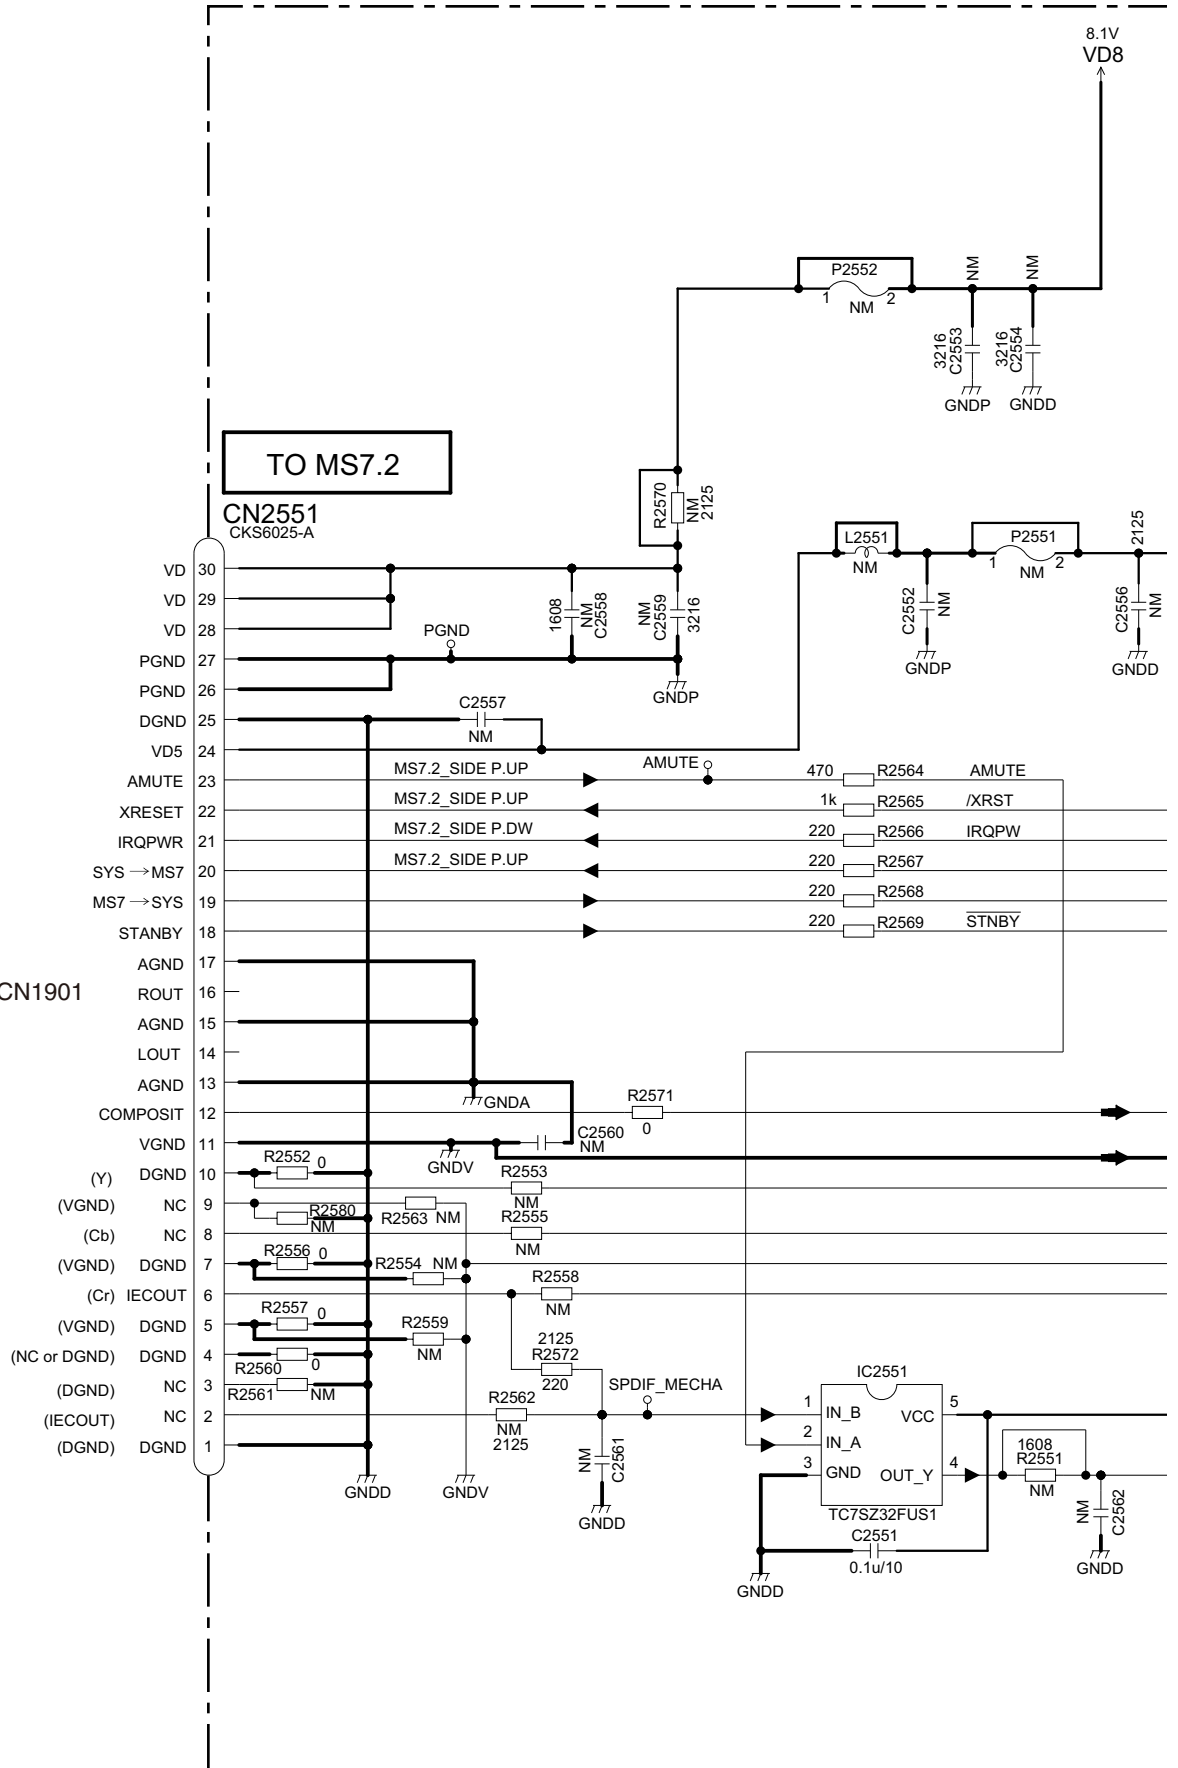 8.1V
VD8
P2552
1 NM 2
NM
NM
3216
C2553
3216
C2554
GNDP
GNDD
TO MS7.2
CN2551
CKS6025-A
R2570
NM
2125
L2551
NM
P2551
1 NM 2
2125
C2552
NM
C2556
NM
GNDP
GNDD
1608
NM
C2558
NM
C2559
3216
PGND
GNDP
C2557
NM
VD 30
VD 29
VD 28
PGND 27
PGND 26
DGND 25
VD5 24
AMUTE 23 MS7.2_SIDE P.UP AMUTE 470 R2564 AMUTE
XRESET 22 MS7.2_SIDE P.UP 1k R2565 /XRST
IRQPWR 21 MS7.2_SIDE P.DW 220 R2566 IRQPW
SYS →MS7 20 MS7.2_SIDE P.UP 220 R2567
MS7 →SYS 19 220 R2568
STANBY 18 220 R2569 STNBY
AGND 17
CN1901
ROUT 16
AGND 15
LOUT 14
AGND 13
GNDA
COMPOSIT 12 R2571 0
VGND 11 GNDV C2560 NM
(Y) DGND 10 R2552 0 R2553 NM
(VGND) NC 9 R2580 NM R2563 NM
(Cb) NC 8 R2555 NM
(VGND) DGND 7 R2556 0 R2554 NM
(Cr) IECOUT 6 R2558 NM
(VGND) DGND 5 R2557 0 R2559 NM
(NC or DGND) DGND 4 R2560 0
2125
R2572
220
(DGND) NC 3 R2561 NM
(IECOUT) NC 2 R2562 NM 2125 SPDIF_MECHA
(DGND) DGND 1
NM
C2561
GNDD
GNDV
GNDD
IC2551
1 IN_B
2 IN_A
3 GND
VCC 5
OUT_Y 4
TC7SZ32FUS1
1608
R2551
NM
NM
C2562
C2551
0.1u/10
GNDD
GNDD